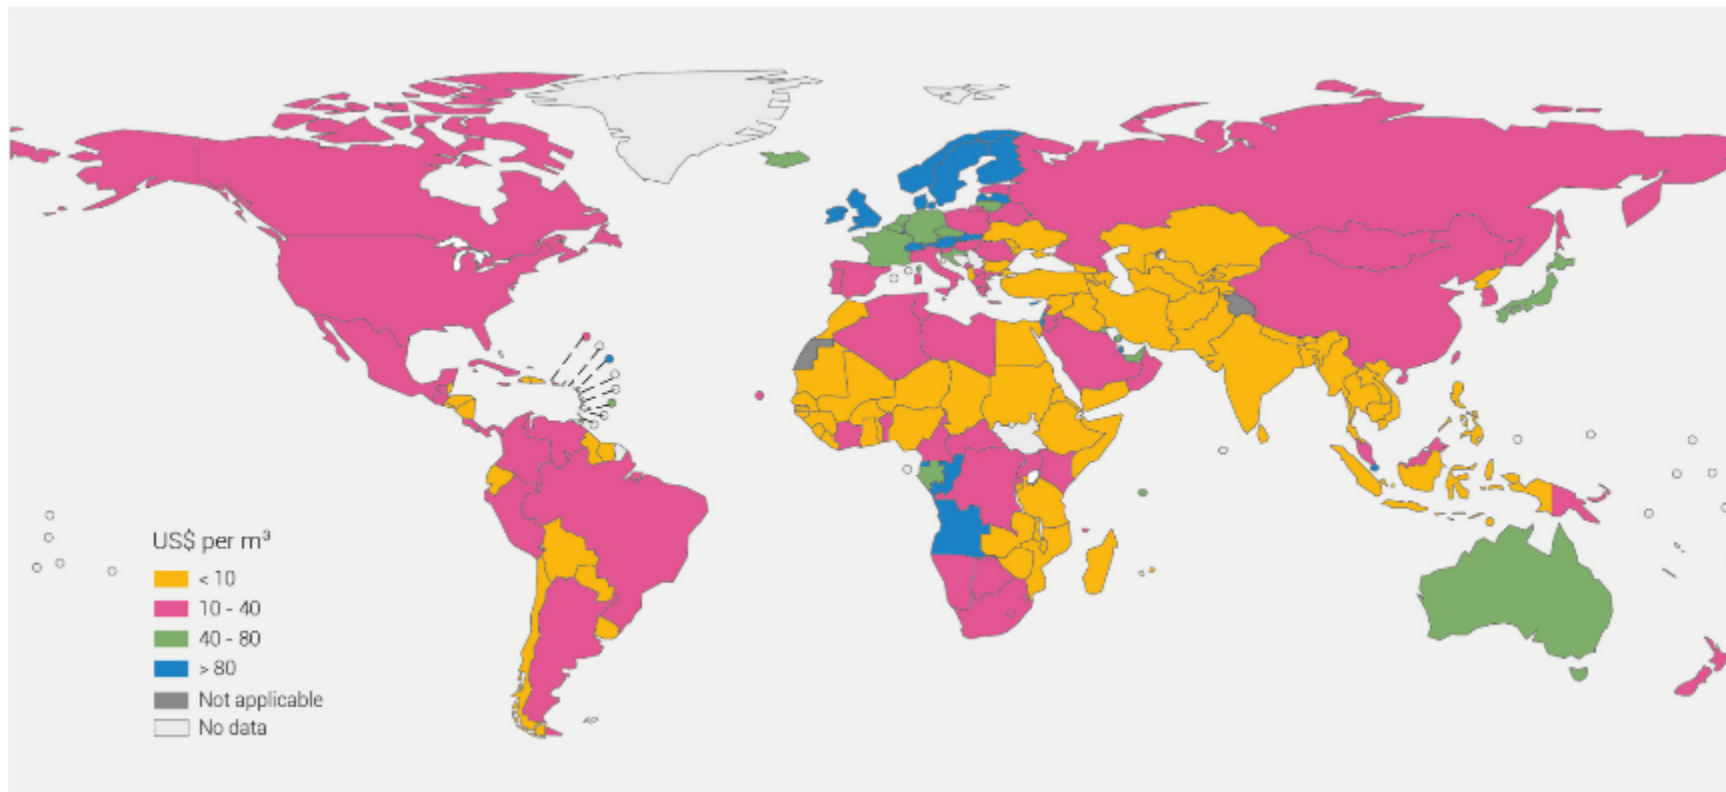 US$ per m³
< 10
10 - 40
40 - 80
> 80
Not applicable
No data